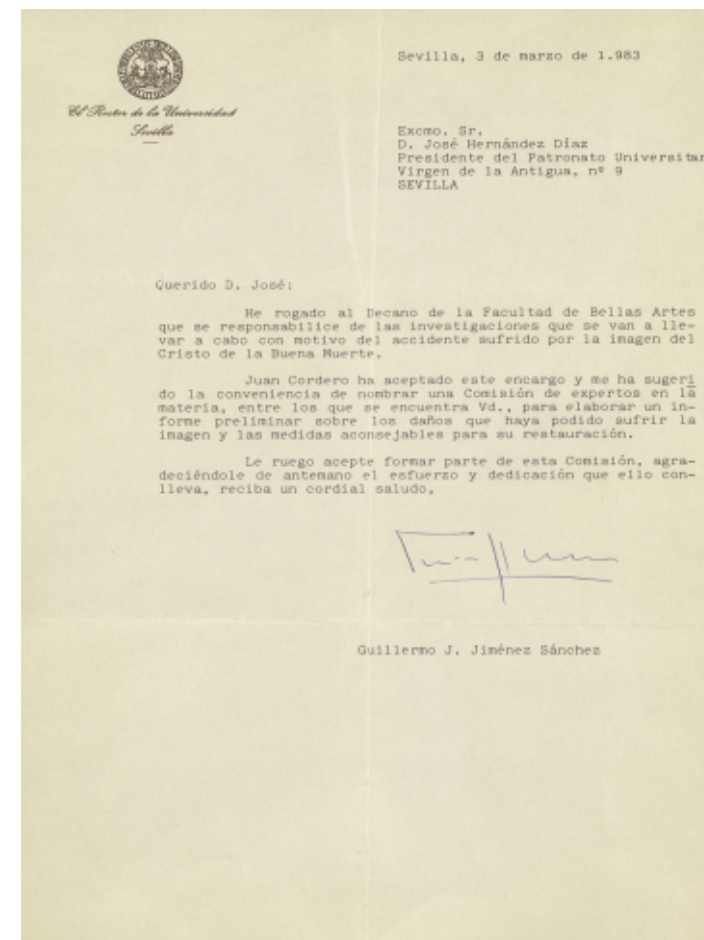 Sevilla, 3 de marzo de 1.983
El Rector de la Universidad
Sevilla
Excmo. Sr.
D. José Hernández Díaz
Presidente del Patronato Universitar
Virgen de la Antigua, nº 9
SEVILLA
Querido D. José:
He rogado al Decano de la Facultad de Bellas Artes
que se responsabilice de las investigaciones que se van a lle-
var a cabo con motivo del accidente sufrido por la imagen del
Cristo de la Buena Muerte.
Juan Cordero ha aceptado este encargo y me ha sugeri
do la conveniencia de nombrar una Comisión de expertos en la
materia, entre los que se encuentra Vd., para elaborar un in-
forme preliminar sobre los daños que haya podido sufrir la
imagen y las medidas aconsejables para su restauración.
Le ruego acepte formar parte de esta Comisión, agra-
deciéndole de antemano el esfuerzo y dedicación que ello con-
lleva, reciba un cordial saludo,
Guillermo J. Jiménez Sánchez